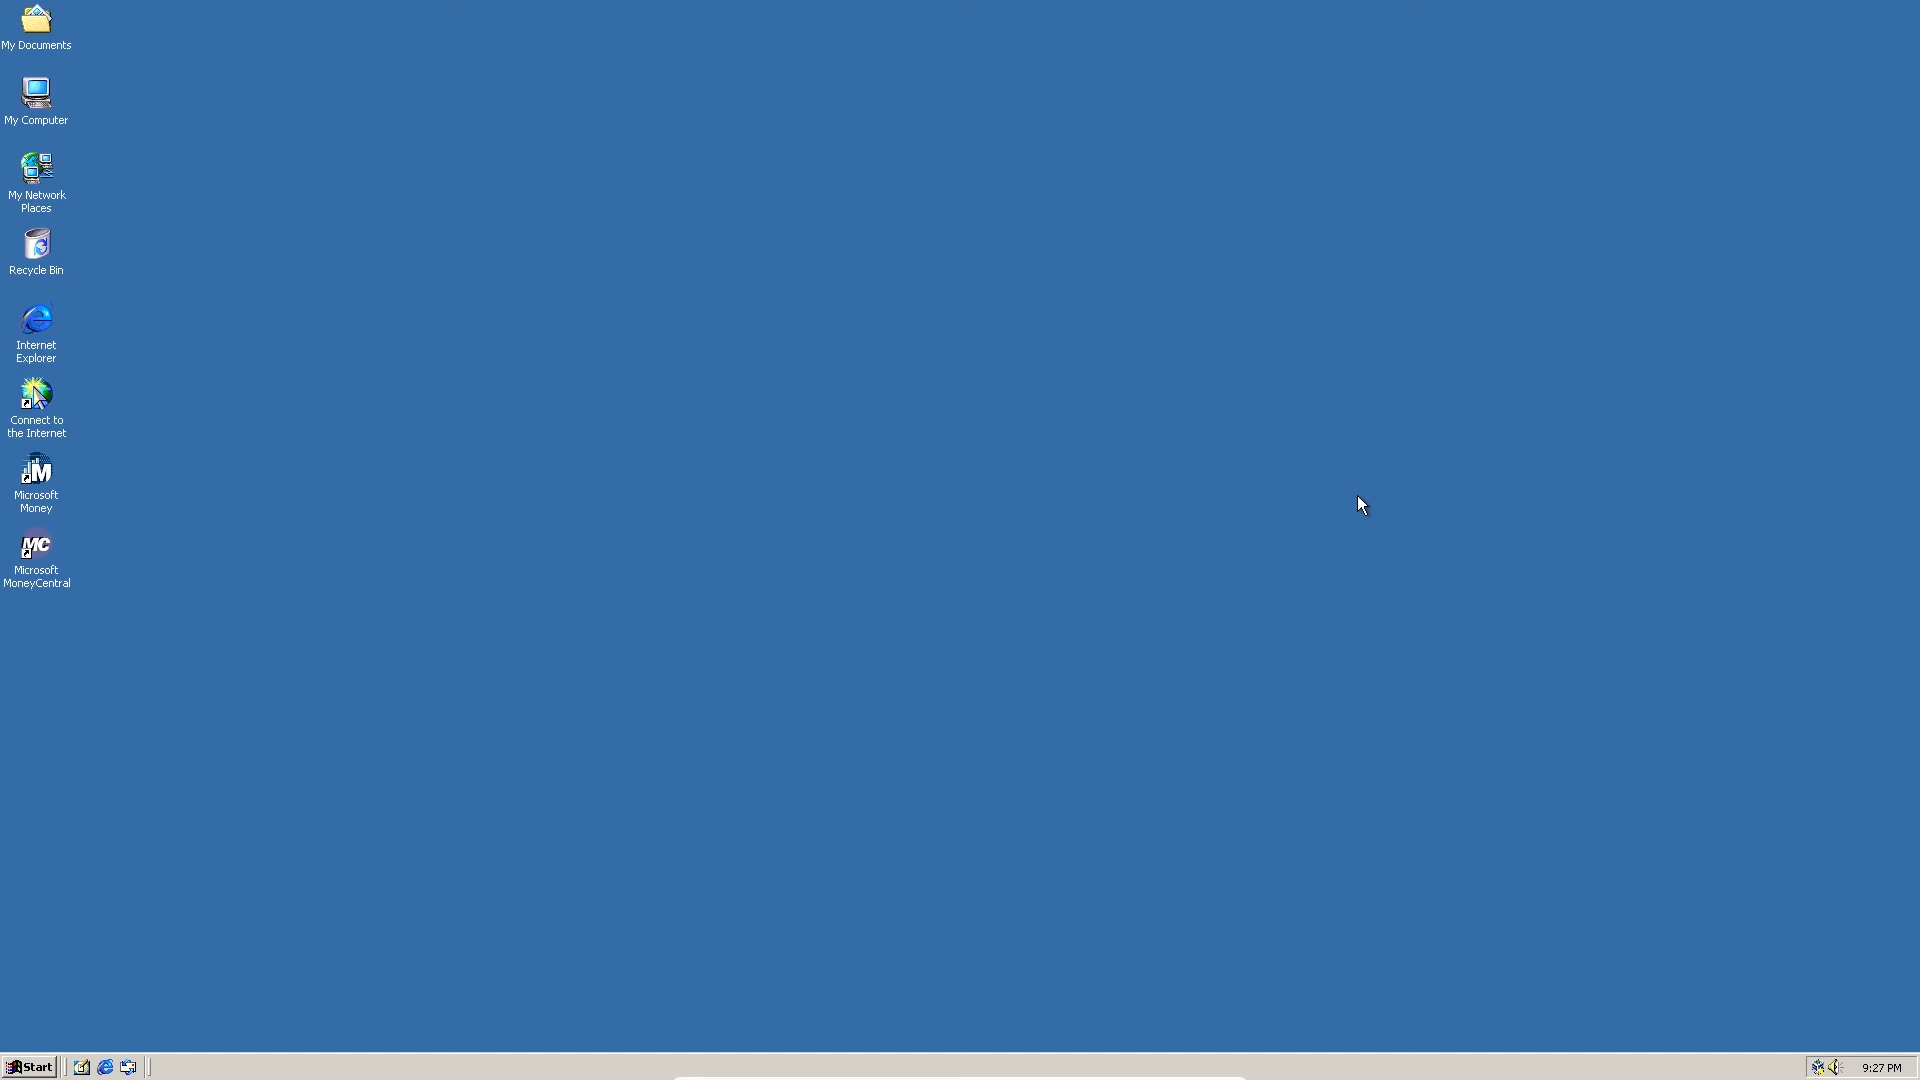 My Documents
My Computer
My Network
Places
Recycle Bin
Internet
Explorer
Connect to
the Internet
Microsoft
Money
Microsoft
MoneyCentral
Start
9:27 PM